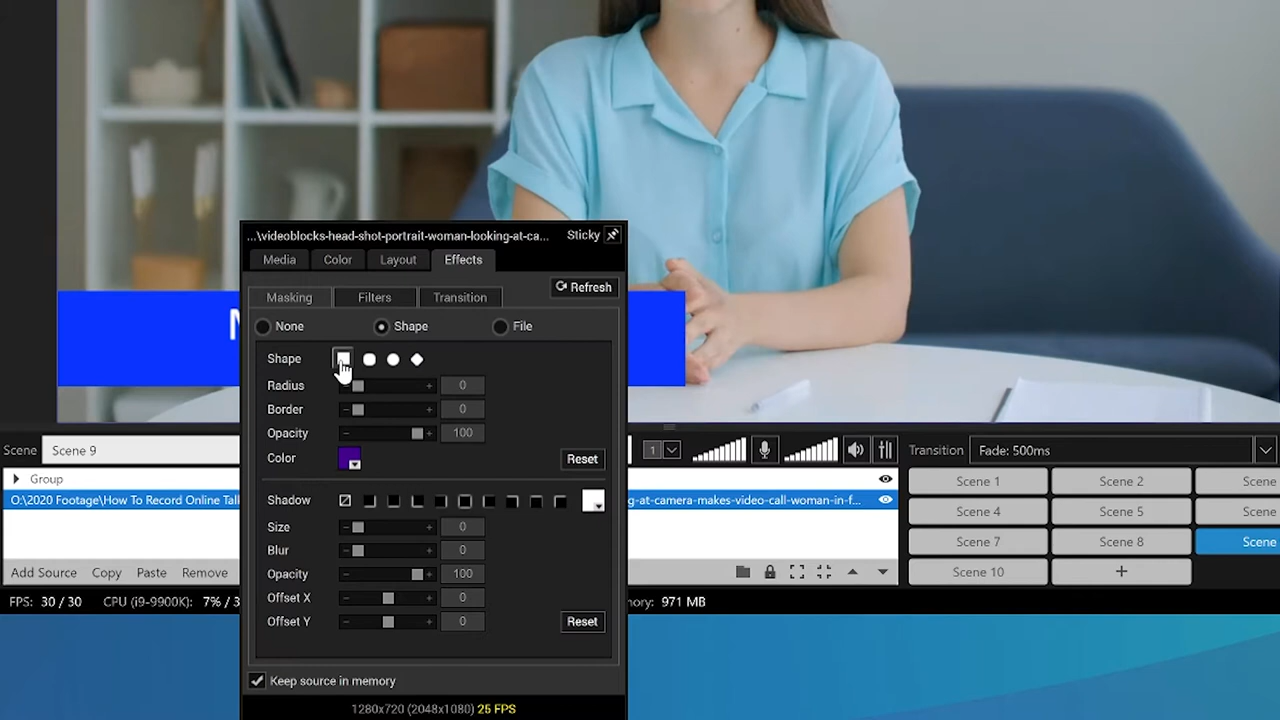 ...\videoblocks-head-shot-portrait-woman-looking-at-ca...
Sticky
Media
Color
Layout
Effects
Refresh
Masking
Filters
Transition
None
Shape
File
Shape
Radius
0
Border
0
Opacity
100
Color
Reset
Shadow
Size
0
Blur
0
Opacity
100
Offset X
0
Offset Y
0
Reset
Keep source in memory
1280x720 (2048x1080) 25 FPS
Scene
Scene 9
1
Transition
Fade: 500ms
Group
O:\2020 Footage\How To Record Online Tal
g-at-camera-makes-video-call-woman-in-f...
Scene 1
Scene 2
Scene
Scene 4
Scene 5
Scene
Scene 7
Scene 8
Scene
Scene 10
+
Add Source
Copy
Paste
Remove
FPS: 30 / 30
CPU (i9-9900K): 7% / 3
971 MB